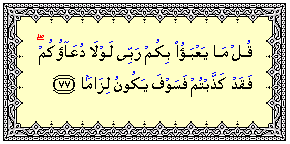 قُلْ مَا يَعْبَؤُا۟ بِكُمْ رَبِّى لَوْلَا دُعَآؤُكُمْ ۖ
فَقَدْ كَذَّبْتُمْ فَسَوْفَ يَكُونُ لِزَامًۢا ﴿٧٧﴾